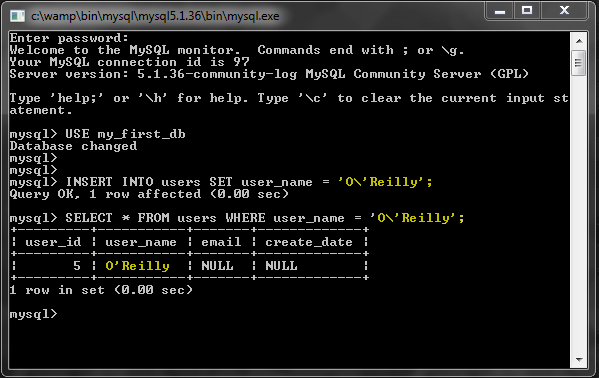 c:\wamp\bin\mysql\mysql5.1.36\bin\mysql.exe
Enter password:
Welcome to the MySQL monitor.  Commands end with ; or \g.
Your MySQL connection id is 97
Server version: 5.1.36-community-log MySQL Community Server (GPL)

Type 'help;' or '\h' for help. Type '\c' to clear the current input st
atement.

mysql> USE my_first_db
Database changed
mysql>
mysql>
mysql> INSERT INTO users SET user_name = 'O\'Reilly';
Query OK, 1 row affected (0.00 sec)

mysql> SELECT * FROM users WHERE user_name = 'O\'Reilly';
+---------+-----------+-------+-------------+
| user_id | user_name | email | create_date |
+---------+-----------+-------+-------------+
|       5 | O'Reilly  | NULL  | NULL        |
+---------+-----------+-------+-------------+
1 row in set (0.00 sec)

mysql>